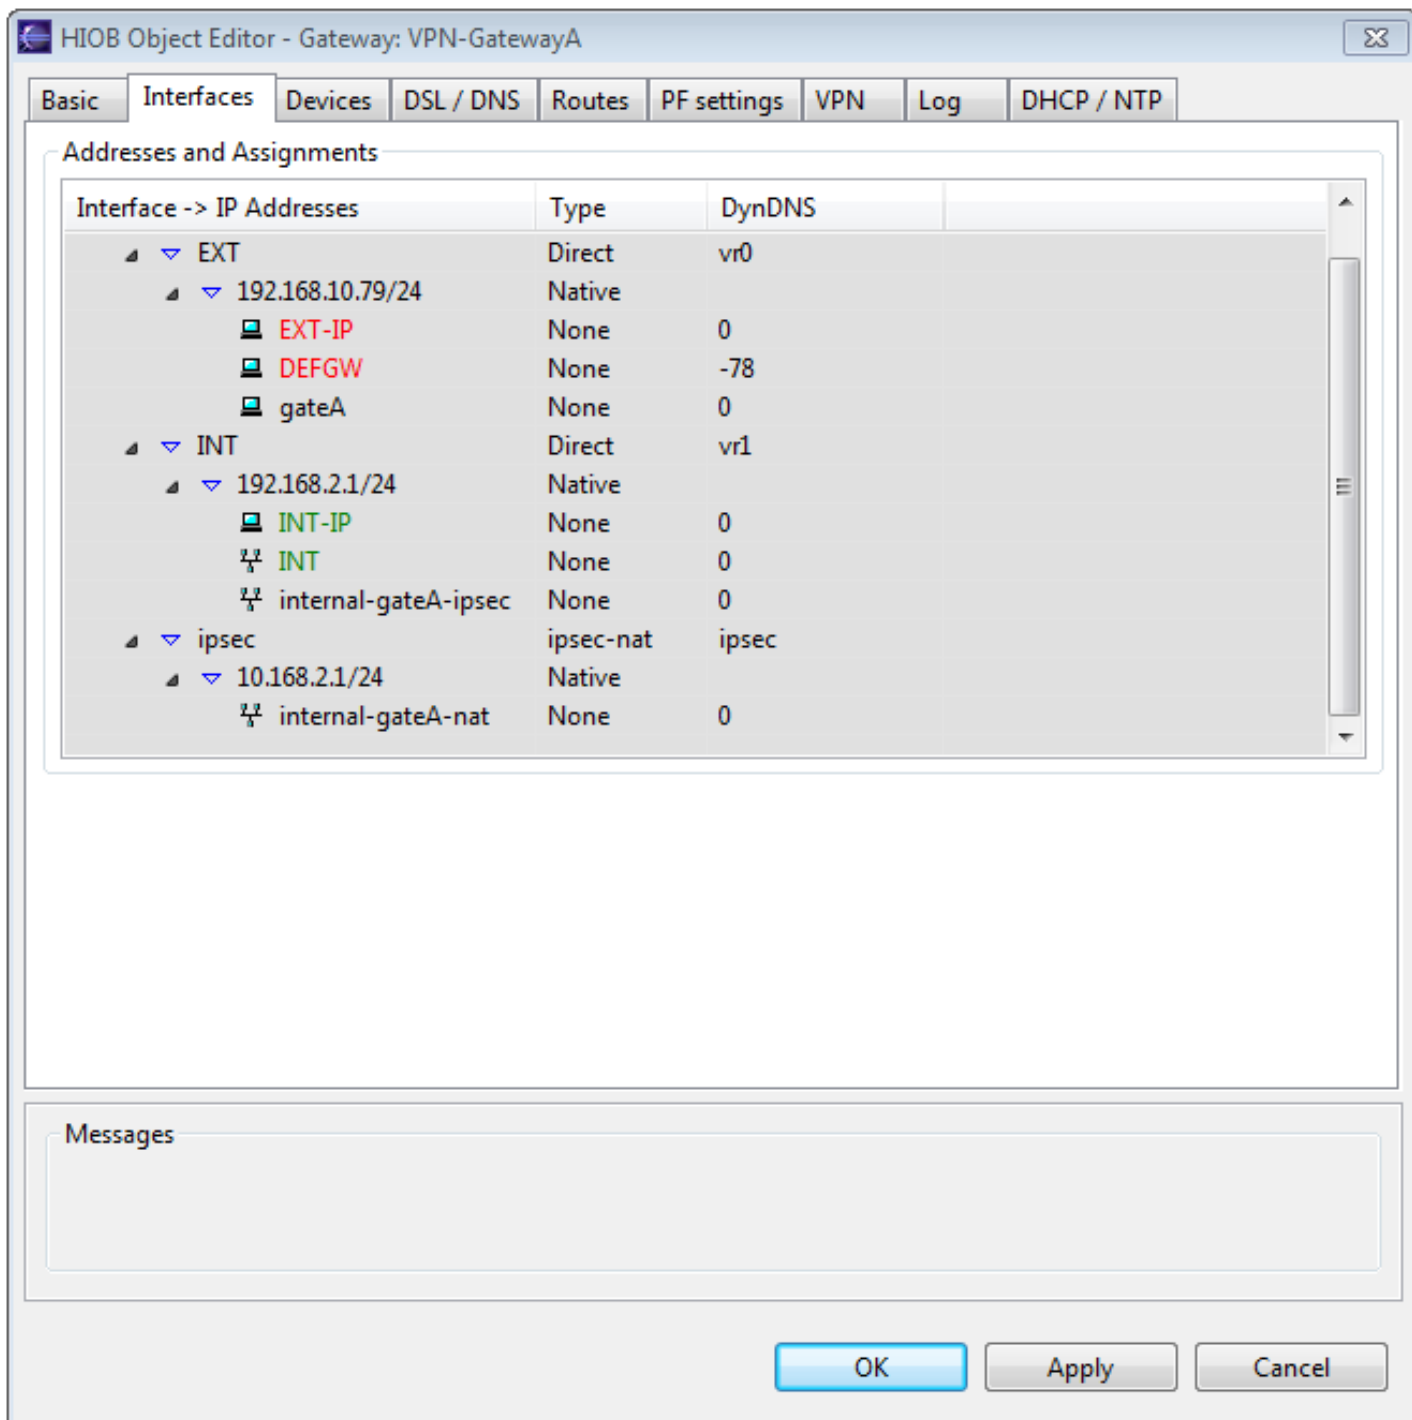 HIOB Object Editor - Gateway: VPN-GatewayA
Basic Interfaces Devices DSL / DNS Routes PF settings VPN Log DHCP / NTP
Addresses and Assignments
Interface -> IP Addresses Type DynDNS
EXT Direct vr0
192.168.10.79/24 Native
EXT-IP None 0
DEFGW None -78
gateA None 0
INT Direct vr1
192.168.2.1/24 Native
INT-IP None 0
INT None 0
internal-gateA-ipsec None 0
ipsec ipsec-nat ipsec
10.168.2.1/24 Native
internal-gateA-nat None 0
Messages
OK Apply Cancel